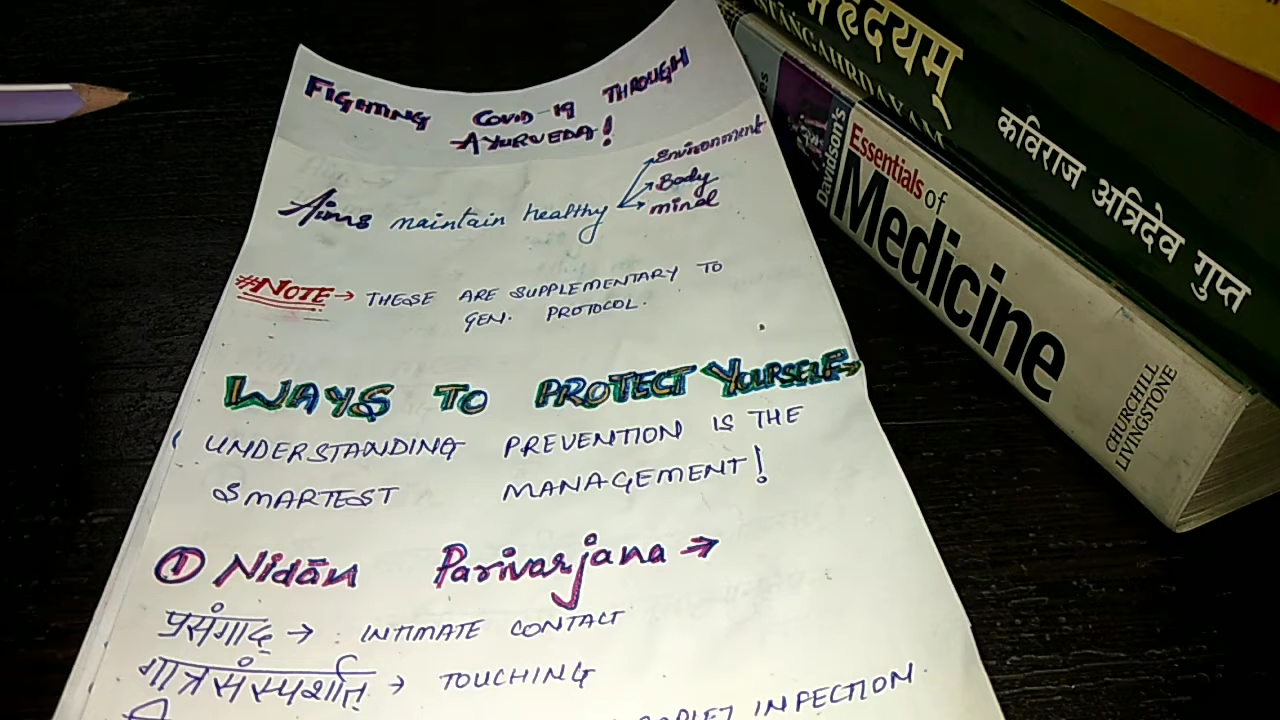 FIGHTING COVID-19 THROUGH
AYURVEDA!
Aims maintain healthy
Environment
Body
mind
#NOTE → THESE ARE SUPPLEMENTARY TO
GEN. PROTOCOL.
WAYS TO PROTECT YOURSELF→
UNDERSTANDING PREVENTION IS THE
SMARTEST MANAGEMENT!
① Nidān Parivarjana →
प्रसंगाद् → INTIMATE CONTACT
गात्रसंस्पर्शात् → TOUCHING
INFECTION.
हृदयम्
कविराज अत्रिदेव गुप्त
Davidson's
Essentials of
Medicine
CHURCHILL
LIVINGSTONE